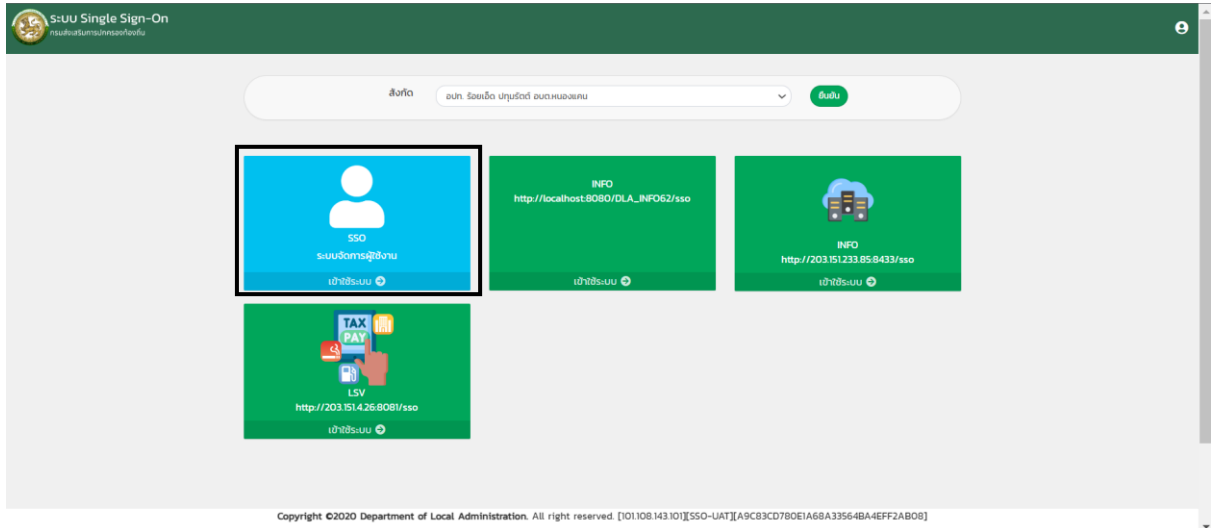 ระบบ Single Sign-On
กรมส่งเสริมการปกครองท้องถิ่น
สังกัด
อปท. ร้อยเอ็ด ปทุมรัตต์ อบต.หนองแคน
ยืนยัน
SSO
ระบบจัดการผู้ใช้งาน
เข้าใช้ระบบ
INFO
http://localhost:8080/DLA_INFO62/sso
เข้าใช้ระบบ
INFO
http://203.151.233.85:8433/sso
เข้าใช้ระบบ
TAX
PAY
LSV
http://203.151.4.26:8081/sso
เข้าใช้ระบบ
Copyright ©2020 Department of Local Administration. All right reserved. [101.108.143.101][SSO-UAT][A9C83CD780E1A68A33564BA4EFF2AB08]